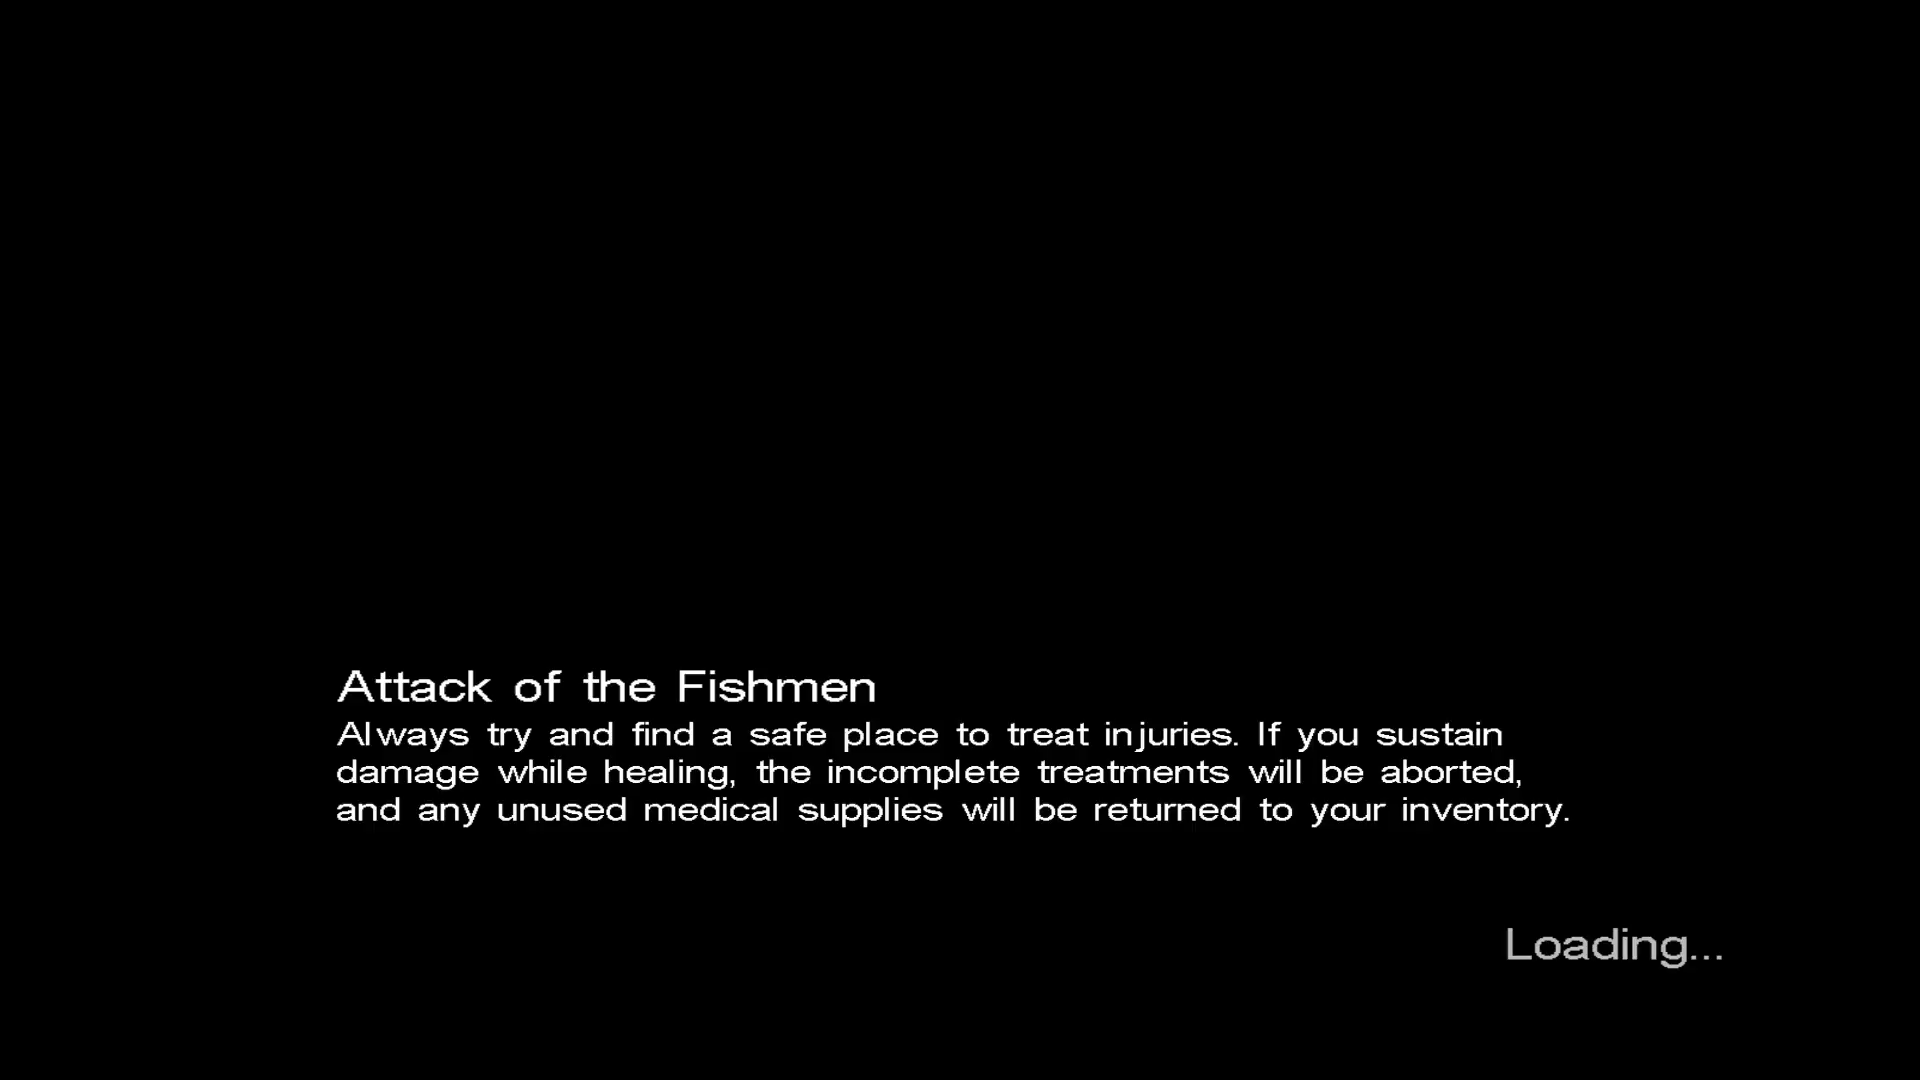 Attack of the Fishmen
Always try and find a safe place to treat injuries. If you sustain
damage while healing, the incomplete treatments will be aborted,
and any unused medical supplies will be returned to your inventory.
Loading...